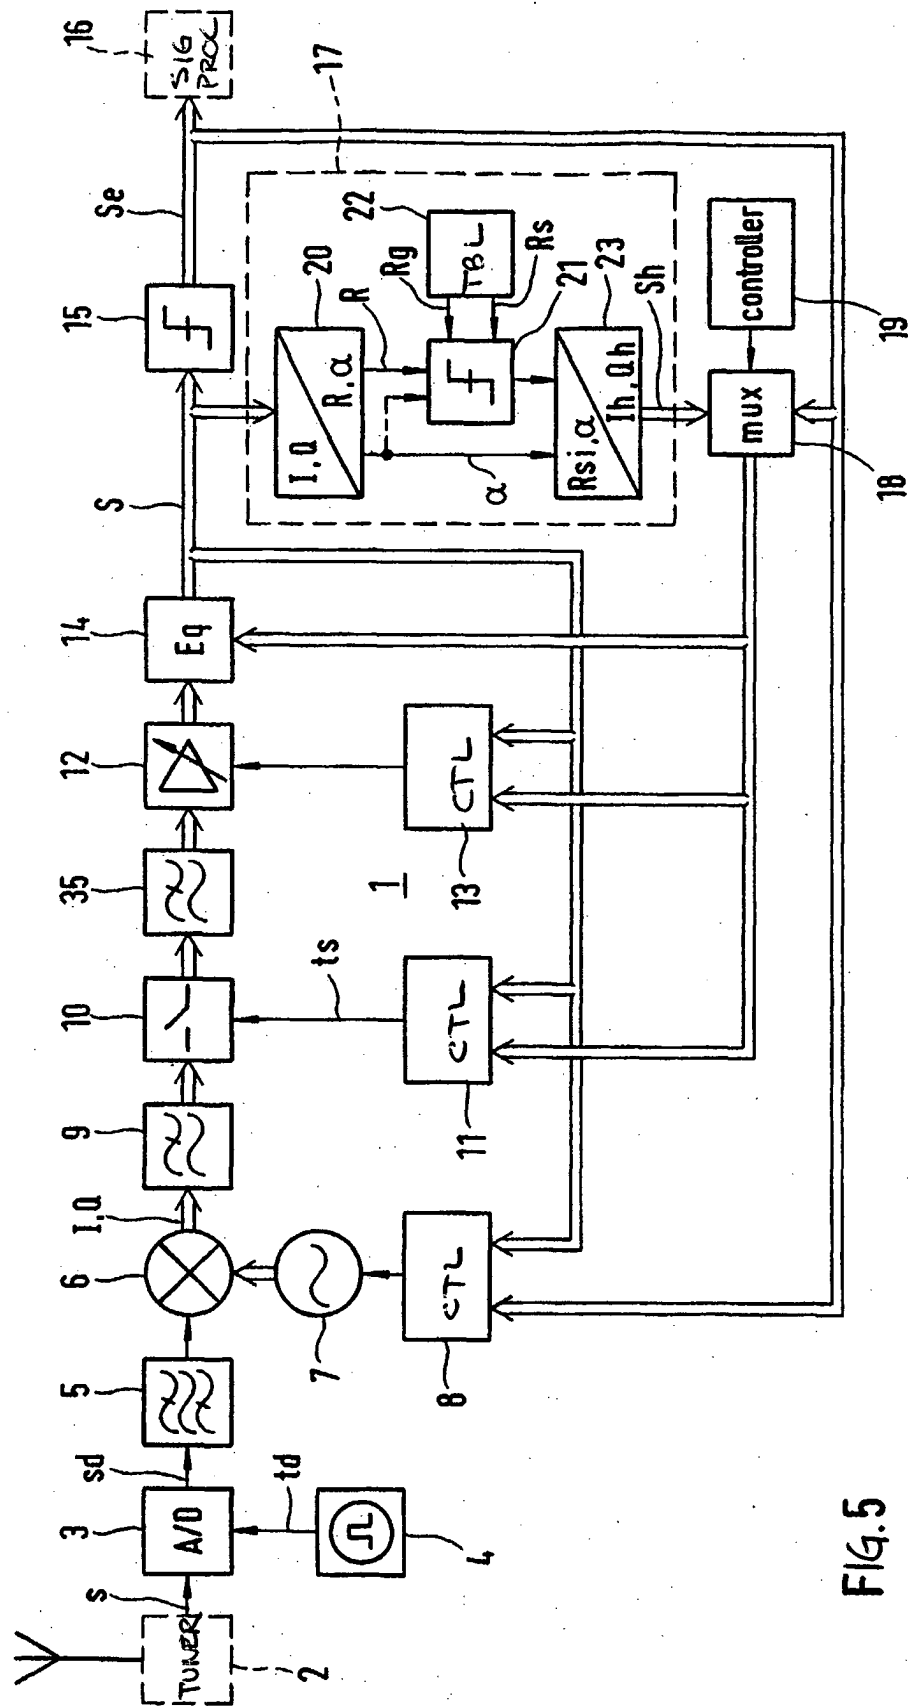 TUNER
2
s
A/D
3
td
4
sd
5
6
I,Q
7
CTL
8
9
10
ts
CTL
11
35
12
CTL
13
1
Eq
14
S
15
Se
SIG
PROC
16
17
I,Q
R,α
20
R
α
Rg
TBL
22
Rs
21
Rsi,α
Ih,Qh
23
Sh
mux
18
controller
19
FIG. 5